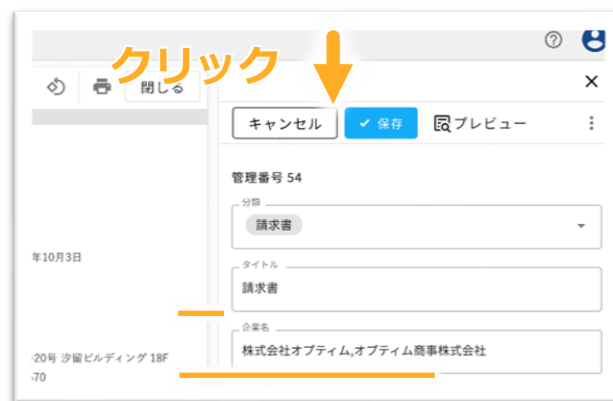 クリック
閉じる
キャンセル
保存
プレビュー
管理番号 54
分類
請求書
年10月3日
タイトル
請求書
企業名
株式会社オプティム,オプティム商事株式会社
20号 汐留ビルディング 18F
70